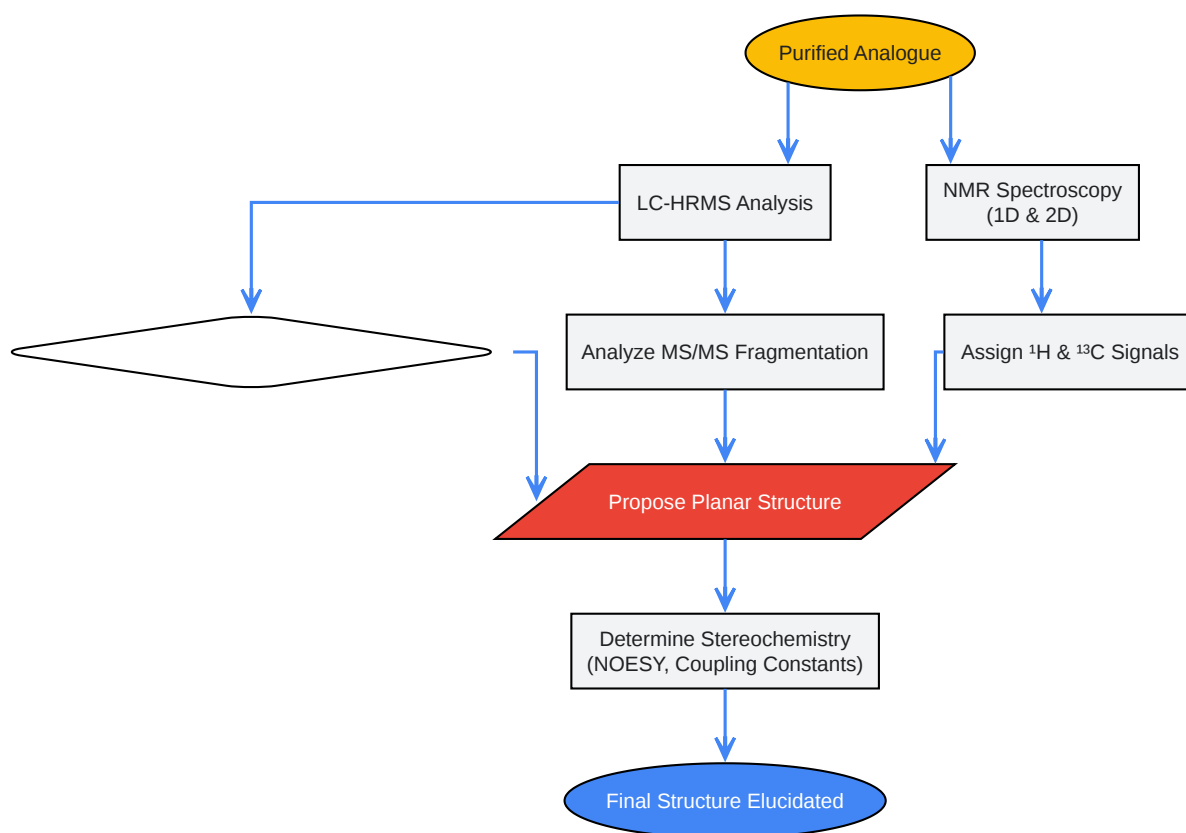 Purified Analogue
LC-HRMS Analysis
NMR Spectroscopy
(1D & 2D)
Analyze MS/MS Fragmentation
Assign ¹H & ¹³C Signals
Propose Planar Structure
Determine Stereochemistry
(NOESY, Coupling Constants)
Final Structure Elucidated